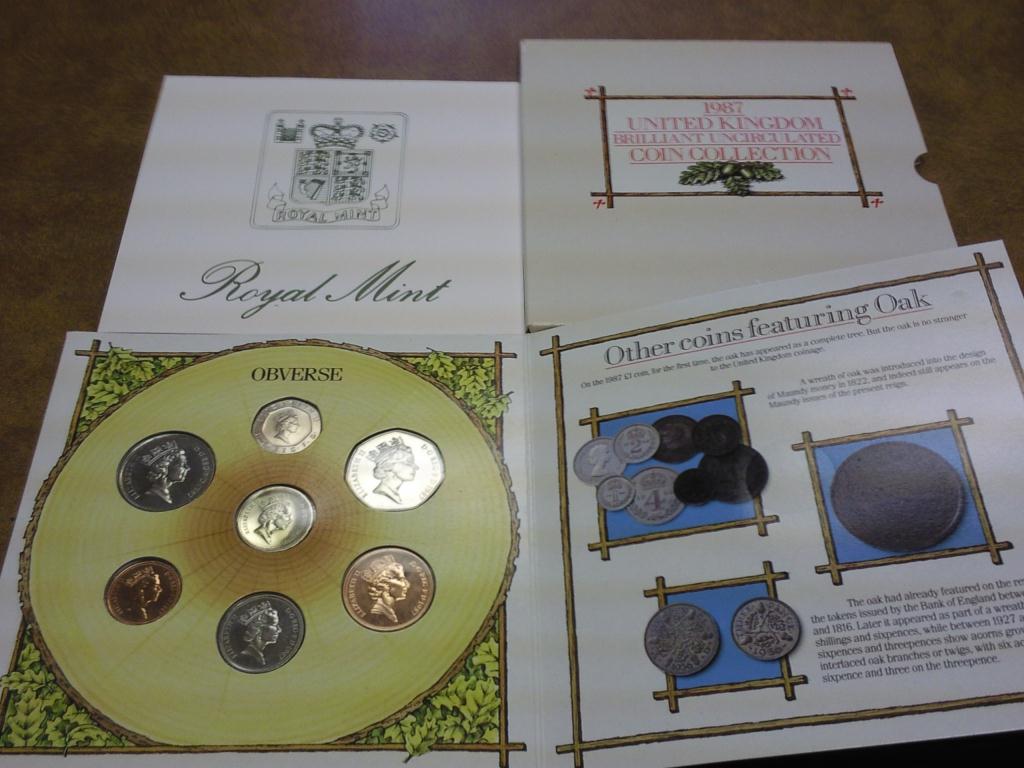 ROYAL MINT
Royal Mint
1987
UNITED KINGDOM
BRILLIANT UNCIRCULATED
COIN COLLECTION
OBVERSE
Other coins featuring Oak
On the 1987 £1 coin, for the first time, the oak has appeared as a complete tree. But the oak is no stranger
to the United Kingdom coinage.
A wreath of oak was introduced into the design
of Maundy money in 1822, and indeed still appears on the
Maundy issues of the present reign.
4
The oak had already featured on the
the tokens issued by the Bank of England
and 1816. Later it appeared as part of a
shillings and sixpences, while between 1927
sixpences and threepences show acorns
interlaced oak branches or twigs, with six
sixpence and three on the threepence.